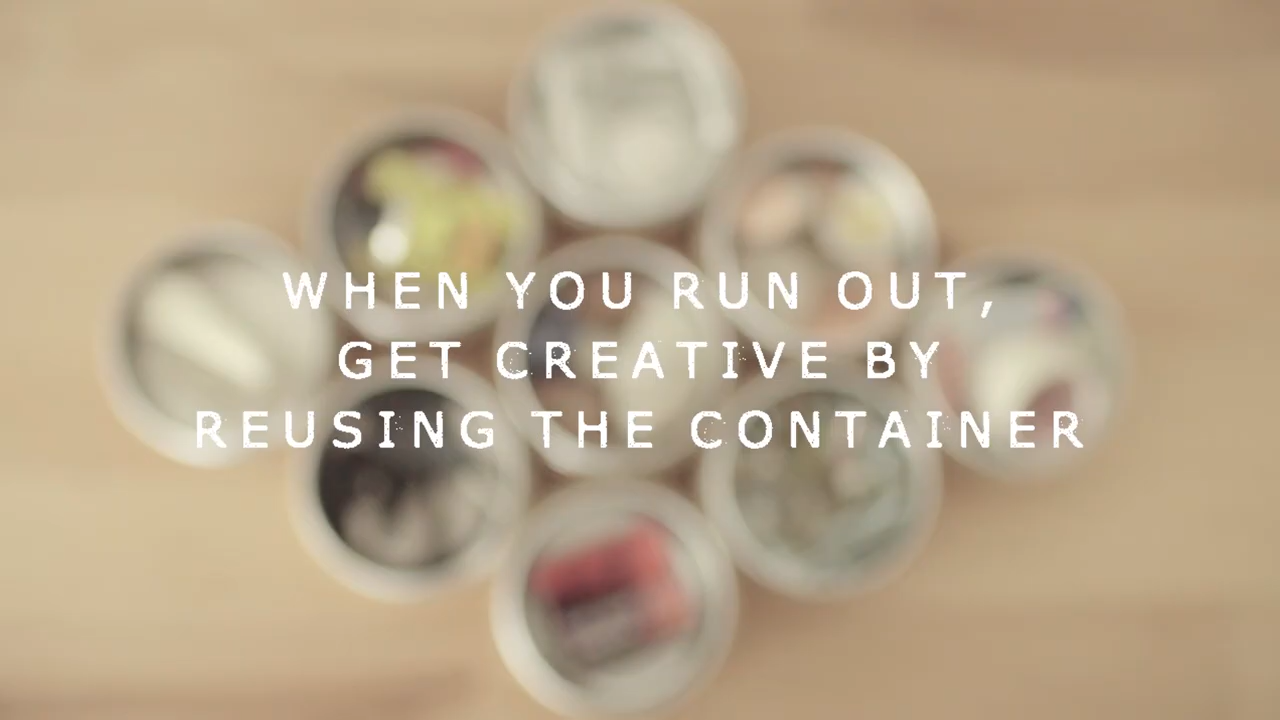 WHEN YOU RUN OUT,
GET CREATIVE BY
REUSING THE CONTAINER